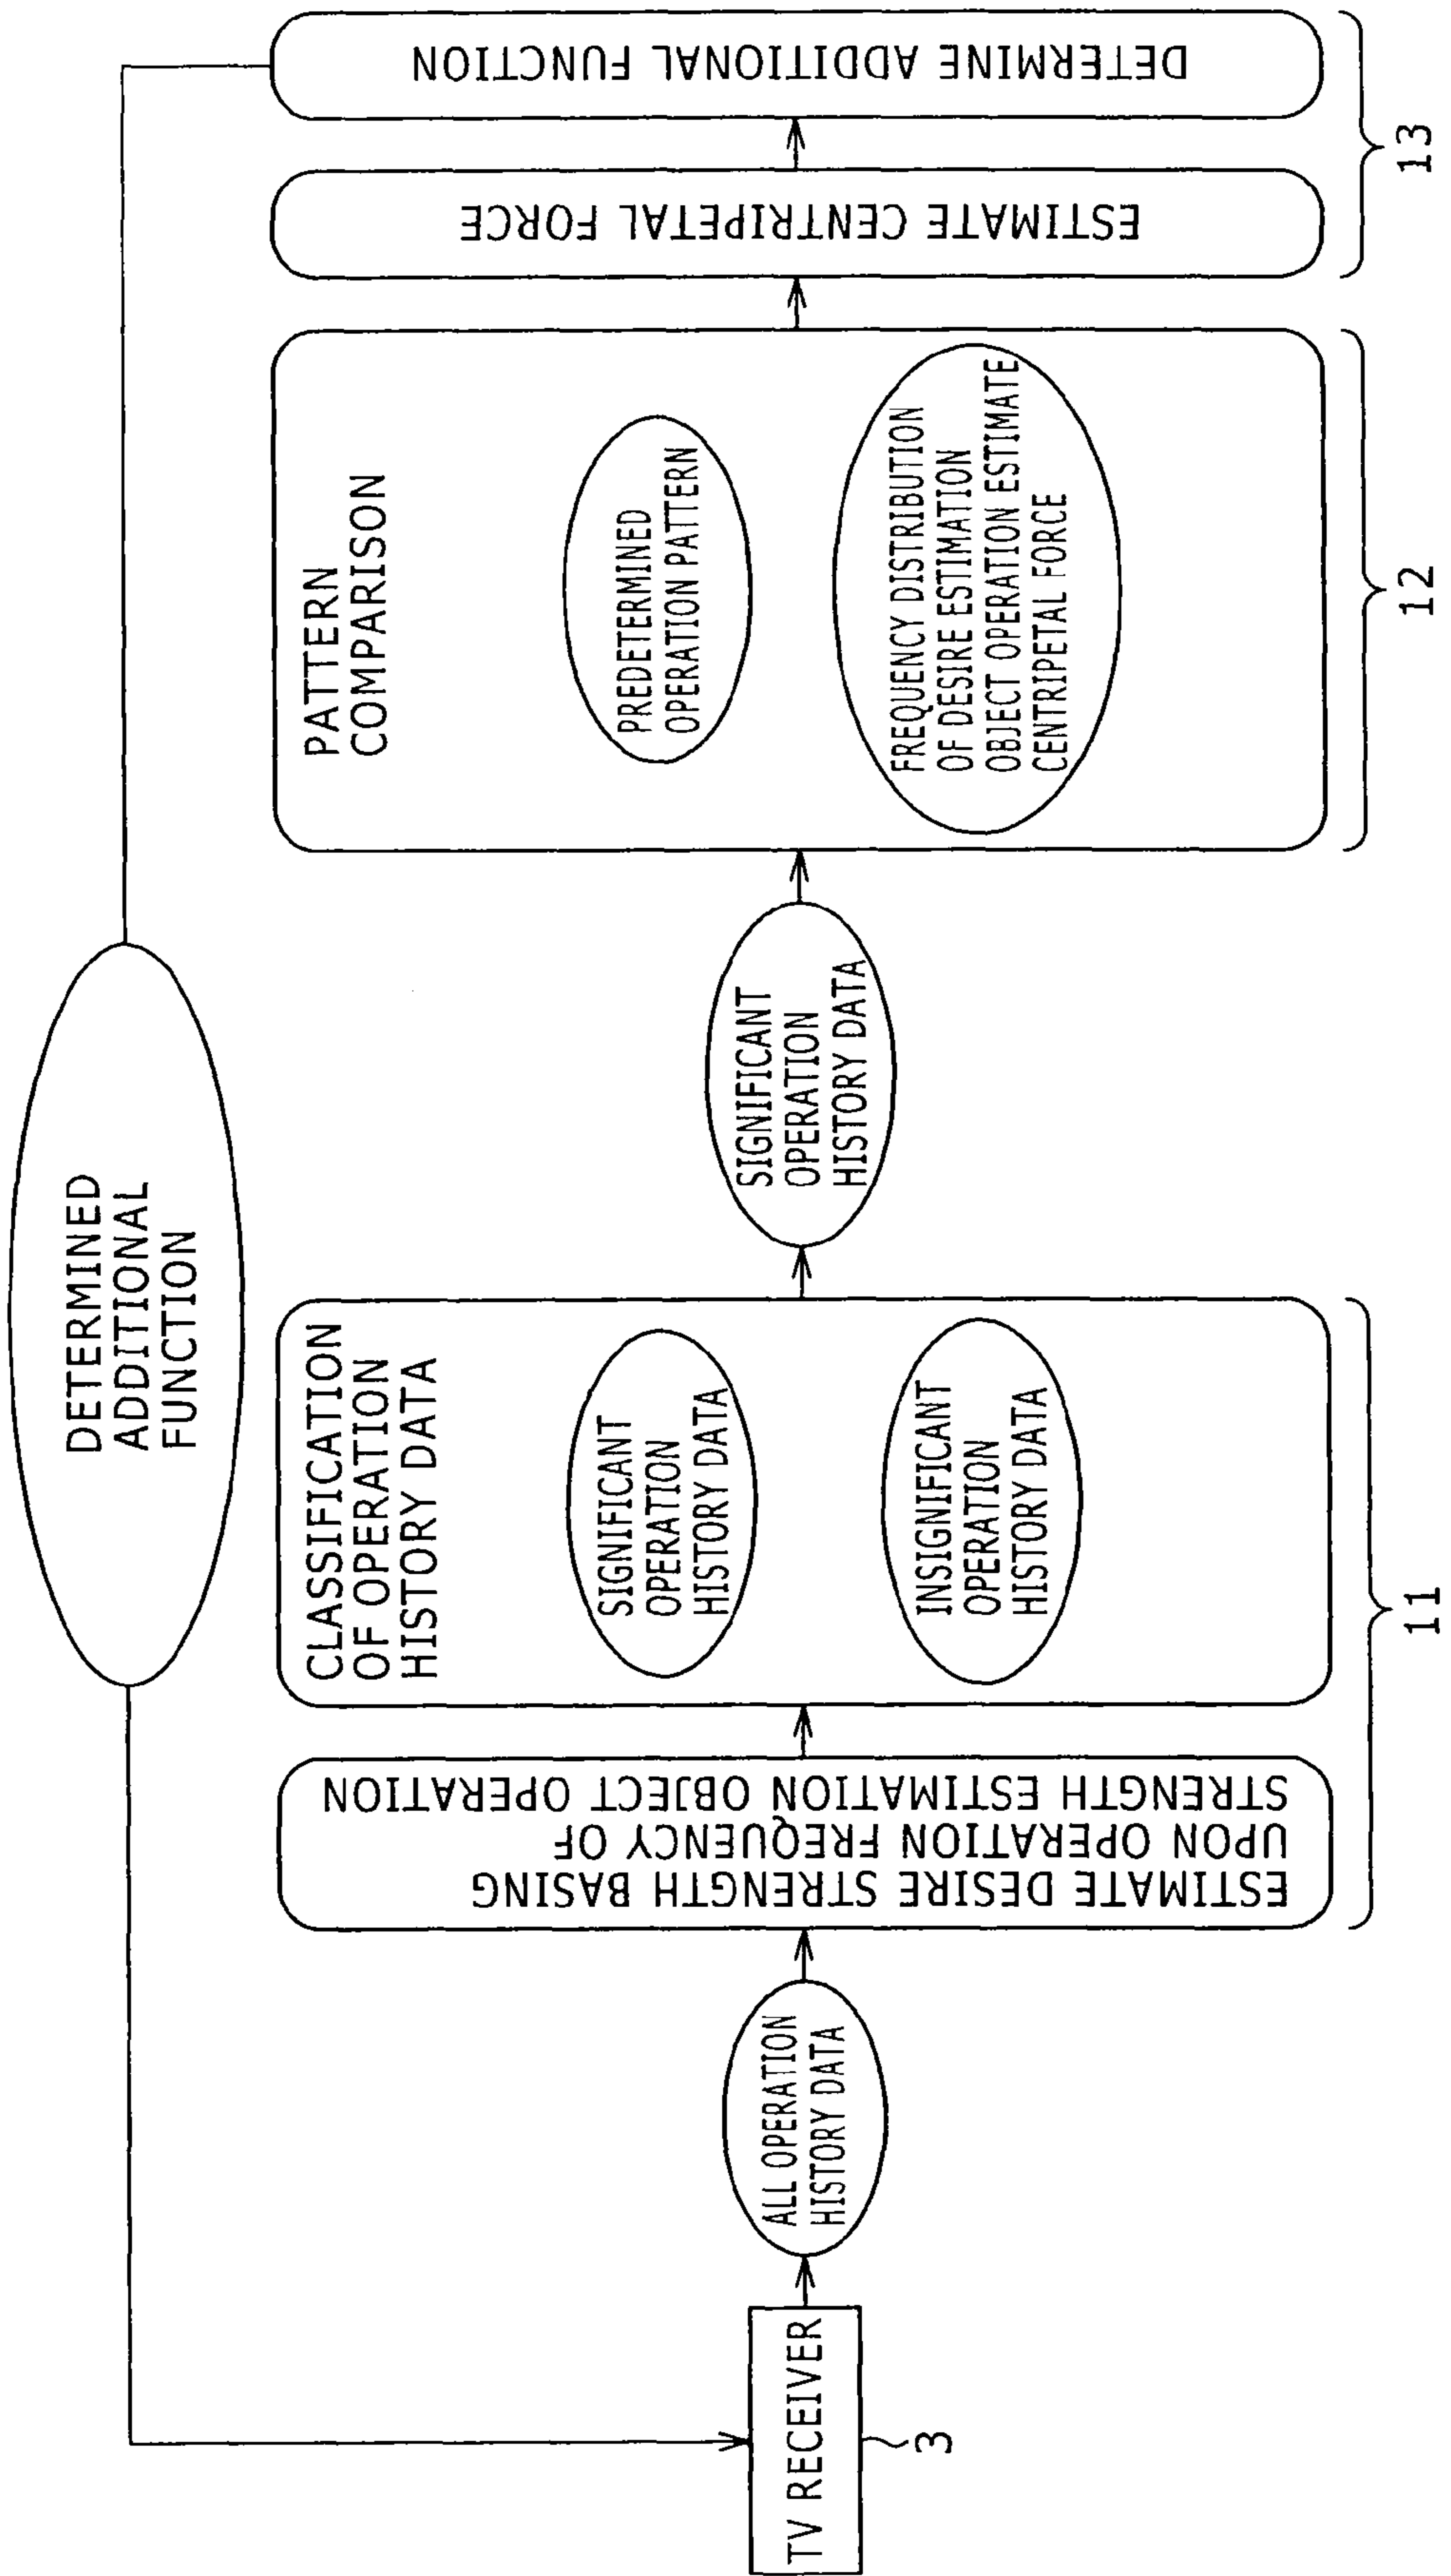 DETERMINED
ADDITIONAL
FUNCTION
TV RECEIVER
3
ALL OPERATION
HISTORY DATA
ESTIMATE DESIRE STRENGTH BASING
UPON OPERATION FREQUENCY OF
STRENGTH ESTIMATION OBJECT OPERATION
CLASSIFICATION
OF OPERATION
HISTORY DATA
SIGNIFICANT
OPERATION
HISTORY DATA
INSIGNIFICANT
OPERATION
HISTORY DATA
11
SIGNIFICANT
OPERATION
HISTORY DATA
PATTERN
COMPARISON
PREDETERMINED
OPERATION PATTERN
FREQUENCY DISTRIBUTION
OF DESIRE ESTIMATION
OBJECT OPERATION ESTIMATE
CENTRIPETAL FORCE
12
ESTIMATE CENTRIPETAL FORCE
DETERMINE ADDITIONAL FUNCTION
13